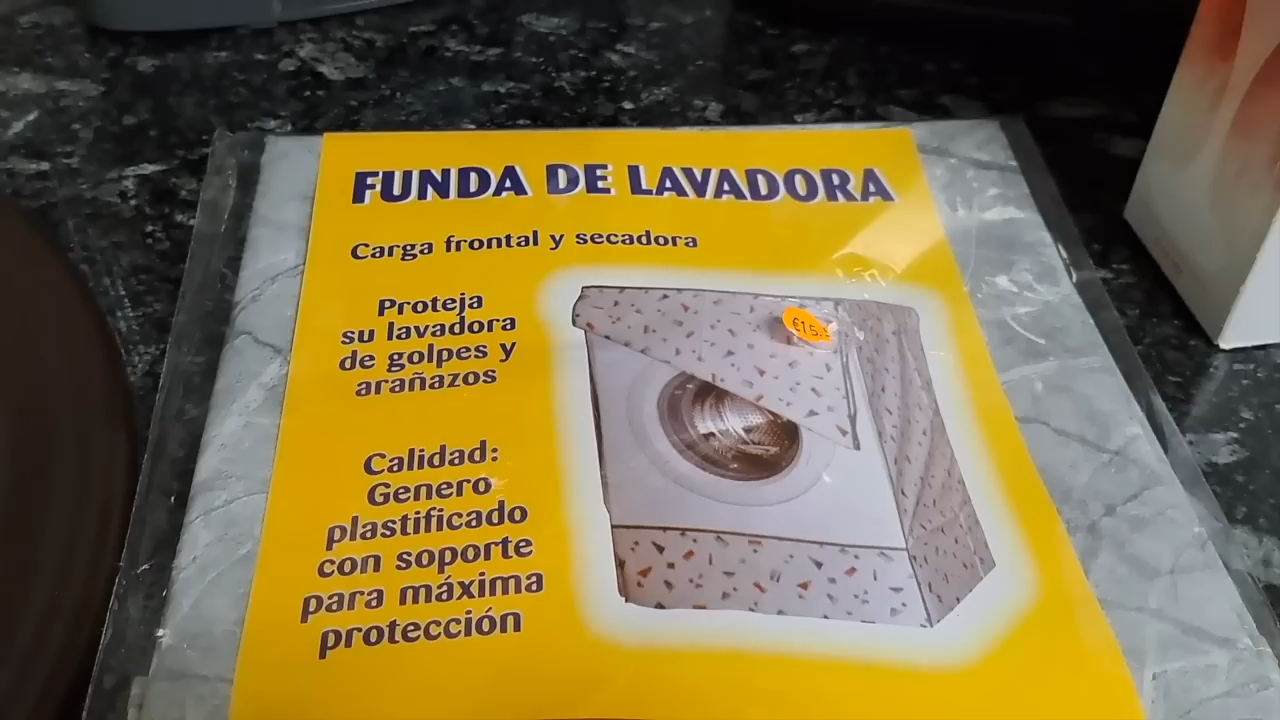 FUNDA DE LAVADORA
Carga frontal y secadora
Proteja
su lavadora
de golpes y
arañazos
€15.
Calidad:
Genero
plastificado
con soporte
para máxima
protección